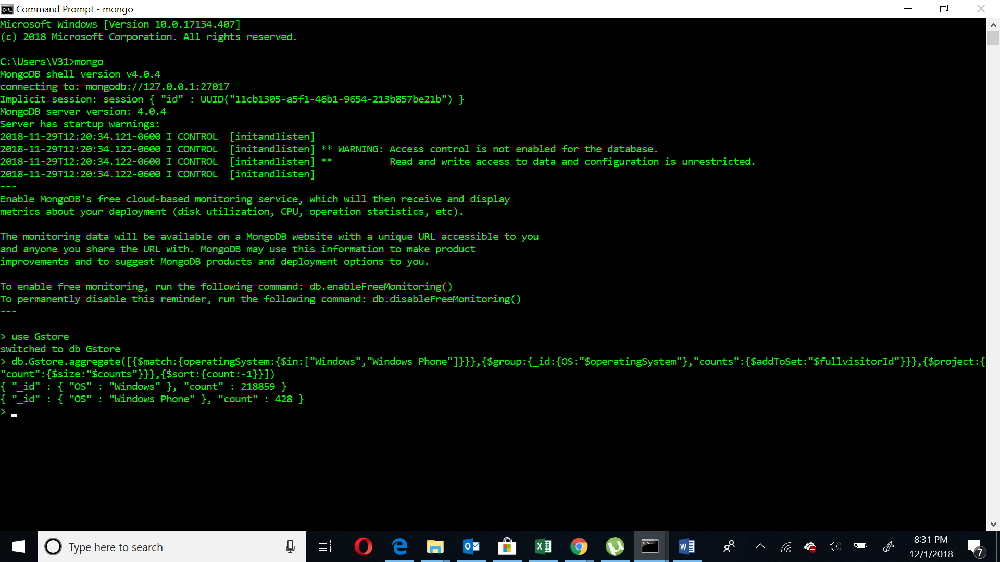 Command Prompt - mongo
Microsoft Windows [Version 10.0.17134.407]
(c) 2018 Microsoft Corporation. All rights reserved.
C:\Users\V31>mongo
MongoDB shell version v4.0.4
connecting to: mongodb://127.0.0.1:27017
Implicit session: session { "id" : UUID("11cb1305-a5f1-46b1-9654-213b857be21b") }
MongoDB server version: 4.0.4
Server has startup warnings:
2018-11-29T12:20:34.121-0600 I CONTROL  [initandlisten]
2018-11-29T12:20:34.122-0600 I CONTROL  [initandlisten] ** WARNING: Access control is not enabled for the database.
2018-11-29T12:20:34.122-0600 I CONTROL  [initandlisten] **          Read and write access to data and configuration is unrestricted.
2018-11-29T12:20:34.122-0600 I CONTROL  [initandlisten]
---
Enable MongoDB's free cloud-based monitoring service, which will then receive and display
metrics about your deployment (disk utilization, CPU, operation statistics, etc).
The monitoring data will be available on a MongoDB website with a unique URL accessible to you
and anyone you share the URL with. MongoDB may use this information to make product
improvements and to suggest MongoDB products and deployment options to you.
To enable free monitoring, run the following command: db.enableFreeMonitoring()
To permanently disable this reminder, run the following command: db.disableFreeMonitoring()
---
> use Gstore
switched to db Gstore
> db.Gstore.aggregate([{$match:{operatingSystem:{$in:["Windows","Windows Phone"]}}},{$group:{_id:{OS:"$operatingSystem"},"counts":{$addToSet:"$fullvisitorId"}}},{$project:{
"count":{$size:"$counts"}}},{$sort:{count:-1}}])
{ "_id" : { "OS" : "Windows" }, "count" : 218859 }
{ "_id" : { "OS" : "Windows Phone" }, "count" : 428 }
>
Type here to search
8:31 PM
12/1/2018
7